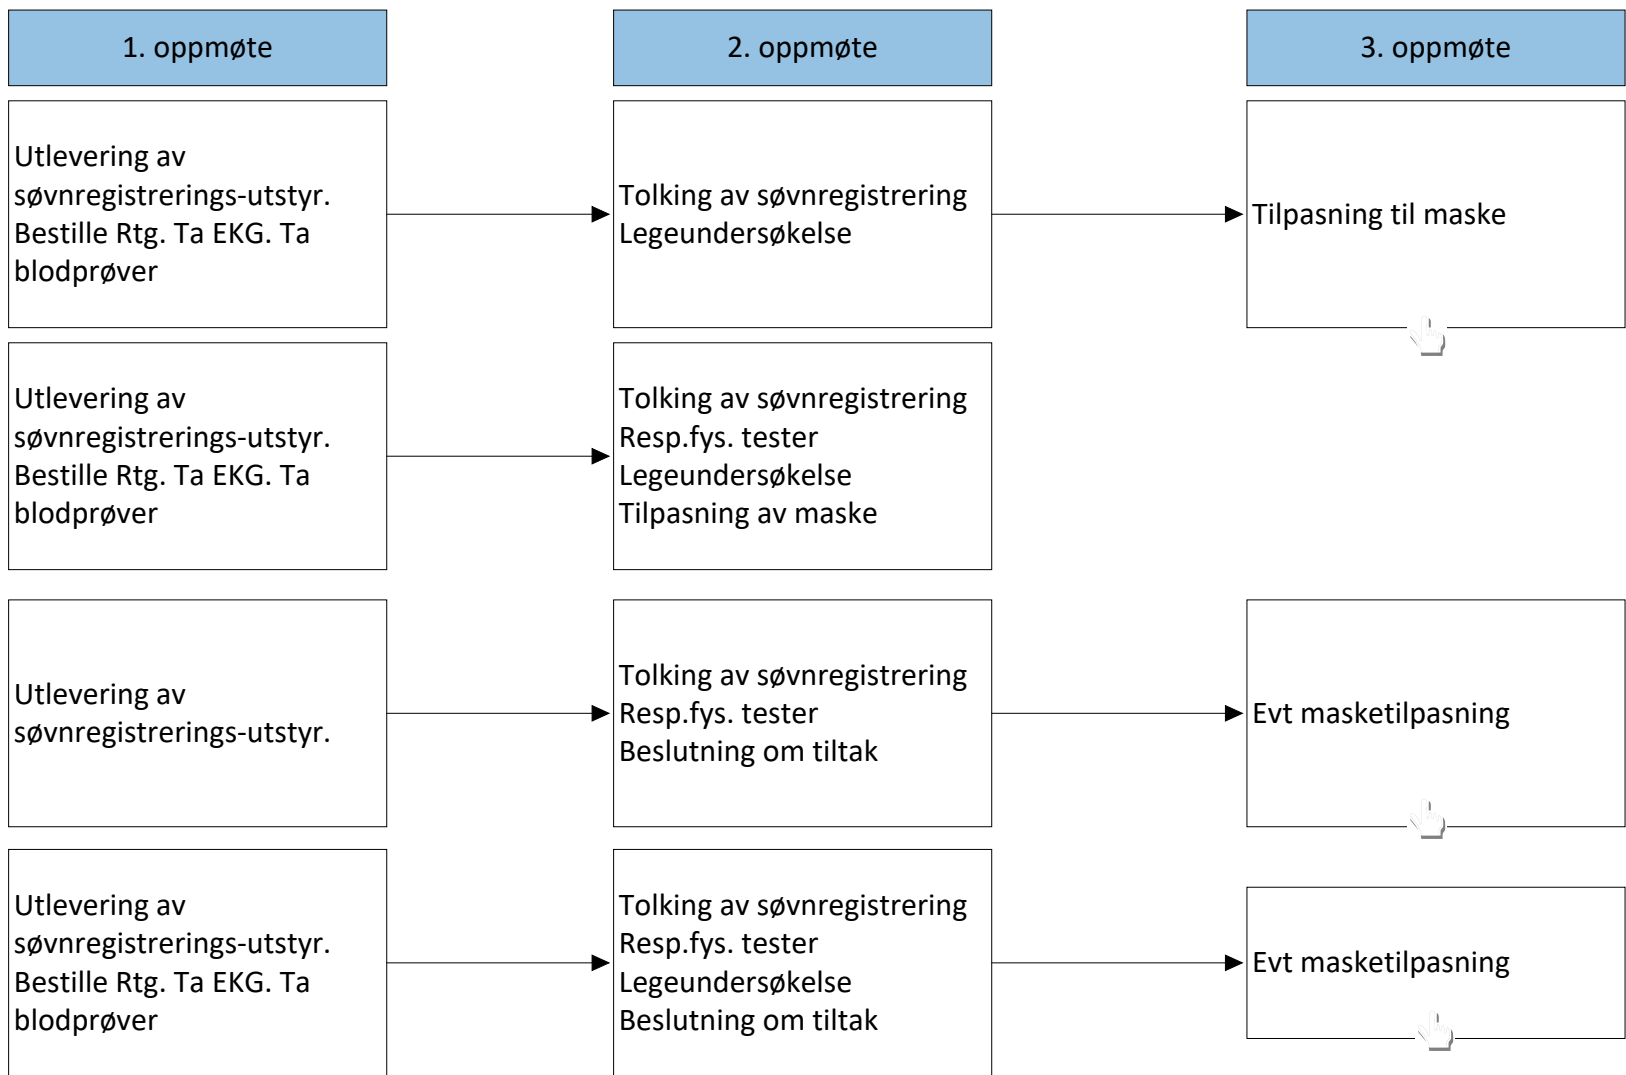 1. oppmøte
2. oppmøte
3. oppmøte
Utlevering av
søvnregistrerings-utstyr.
Bestille Rtg. Ta EKG. Ta
blodprøver
Tolking av søvnregistrering
Legeundersøkelse
Tilpasning til maske
Utlevering av
søvnregistrerings-utstyr.
Bestille Rtg. Ta EKG. Ta
blodprøver
Tolking av søvnregistrering
Resp.fys. tester
Legeundersøkelse
Tilpasning av maske
Utlevering av
søvnregistrerings-utstyr.
Tolking av søvnregistrering
Resp.fys. tester
Beslutning om tiltak
Evt masketilpasning
Utlevering av
søvnregistrerings-utstyr.
Bestille Rtg. Ta EKG. Ta
blodprøver
Tolking av søvnregistrering
Resp.fys. tester
Legeundersøkelse
Beslutning om tiltak
Evt masketilpasning